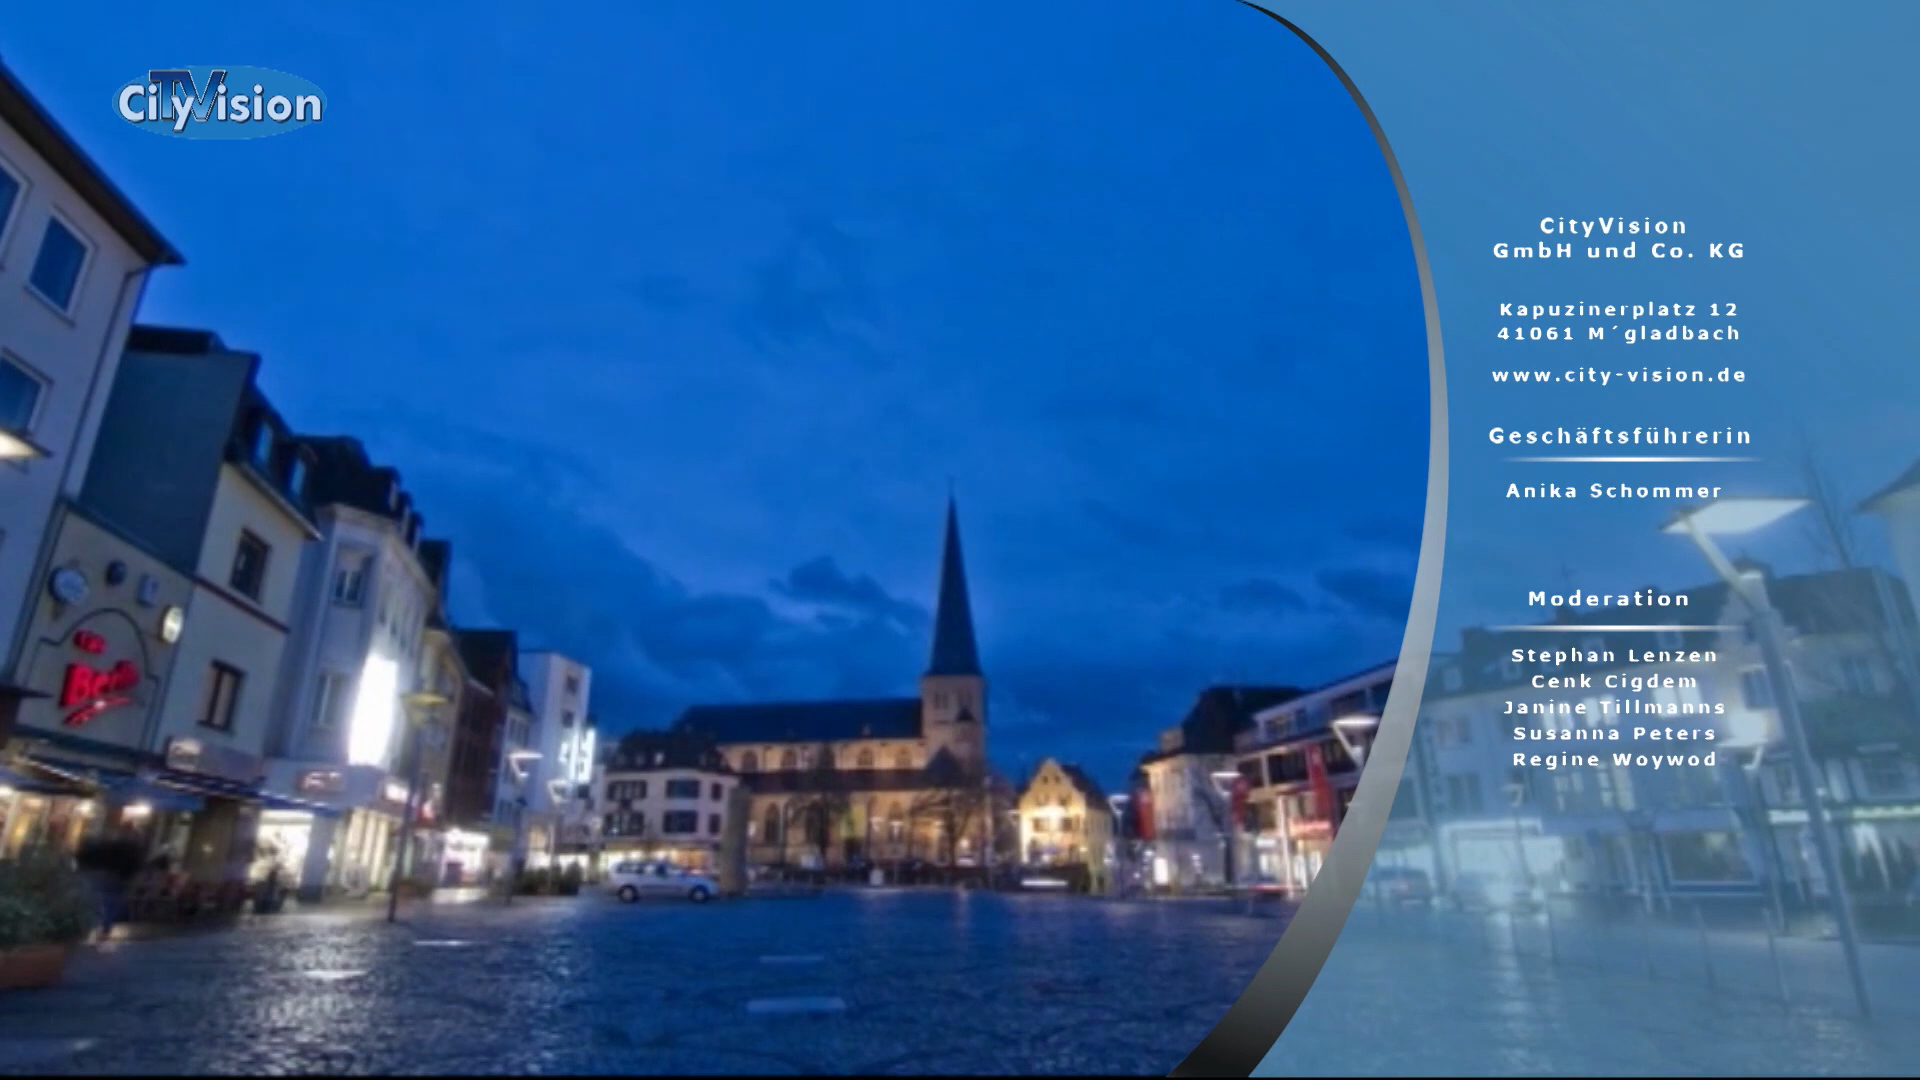 CiTyVision
CityVision
GmbH und Co. KG
Kapuzinerplatz 12
41061 M´gladbach
www.city-vision.de
Geschäftsführerin
Anika Schommer
Moderation
Stephan Lenzen
Cenk Cigdem
Janine Tillmanns
Susanna Peters
Regine Woywod
Berlin